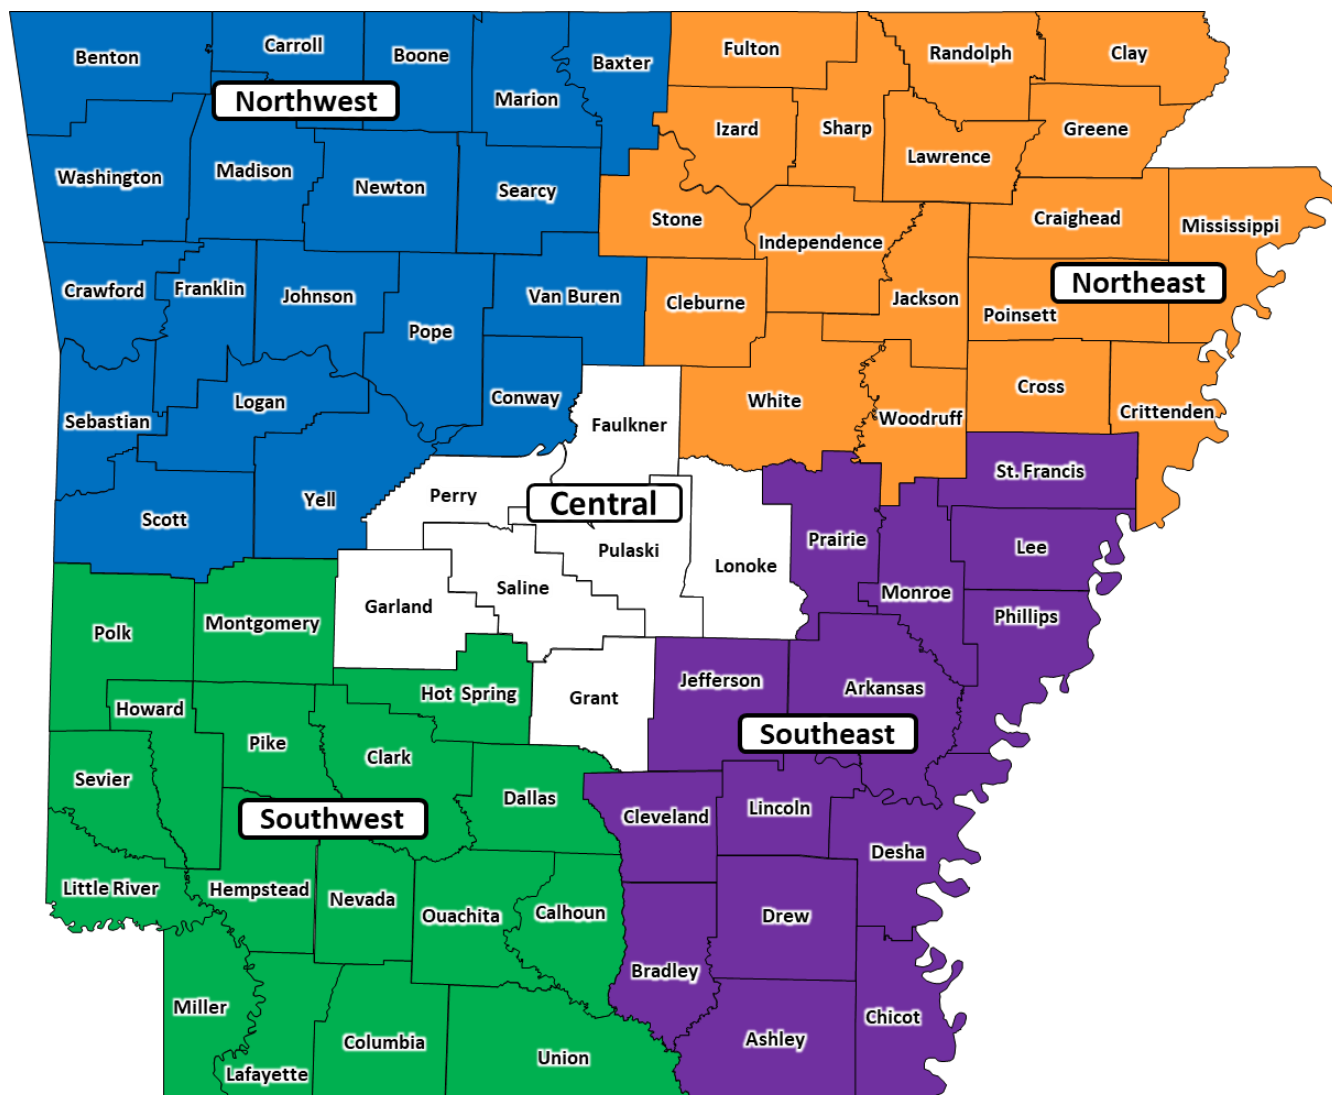 Benton
Carroll
Boone
Marion
Baxter
Fulton
Randolph
Clay
Northwest
Izard
Sharp
Greene
Lawrence
Washington
Madison
Newton
Searcy
Stone
Independence
Craighead
Mississippi
Crawford
Franklin
Johnson
Pope
Van Buren
Cleburne
Jackson
Northeast
Poinsett
Sebastian
Logan
Conway
Faulkner
White
Woodruff
Cross
Crittenden
Scott
Yell
Perry
Central
St. Francis
Pulaski
Lonoke
Prairie
Lee
Garland
Saline
Monroe
Phillips
Polk
Montgomery
Hot Spring
Grant
Jefferson
Arkansas
Howard
Pike
Clark
Southeast
Sevier
Southwest
Dallas
Cleveland
Lincoln
Desha
Little River
Hempstead
Nevada
Ouachita
Calhoun
Drew
Bradley
Miller
Lafayette
Columbia
Union
Ashley
Chicot